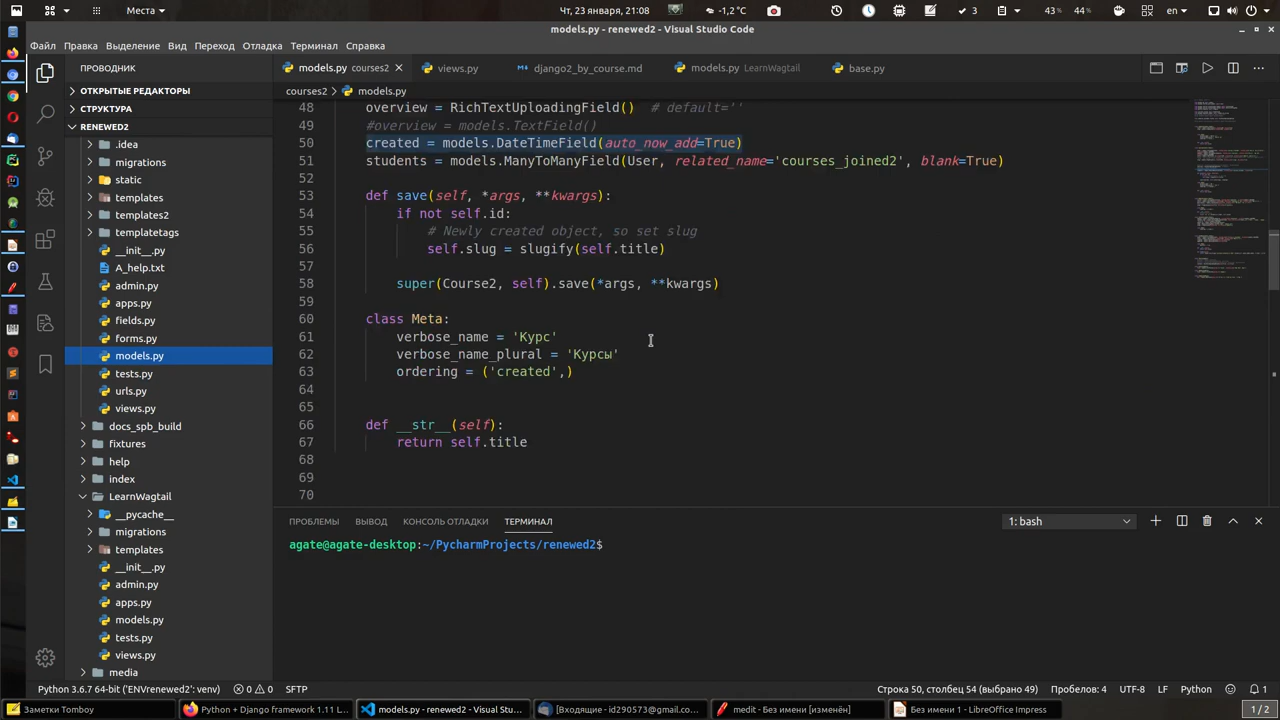 Места
Чт, 23 января 21:08
-1,2 °C
3
44%
43%
en
models.py - renewed2 - Visual Studio Code
Файл Правка Выделение Вид Переход Отладка Терминал Справка
ПРОВОДНИК
models.py courses2
views.py
django2_by_course.md
models.py LearnWagtail
base.py
ОТКРЫТЫЕ РЕДАКТОРЫ
СТРУКТУРА
RENEWED2
.idea
migrations
static
templates
templates2
templatetags
__init__.py
A_help.txt
admin.py
apps.py
fields.py
forms.py
models.py
tests.py
urls.py
views.py
docs_spb_build
fixtures
help
index
LearnWagtail
__pycache__
migrations
templates
__init__.py
admin.py
apps.py
models.py
tests.py
views.py
media
courses2 > models.py
48 overview = RichTextUploadingField()  # default=''
49 #overview = models.TextField()
50 created = models.DateTimeField(auto_now_add=True)
51 students = models.ManyToManyField(User, related_name='courses_joined2', blank=True)
52
53 def save(self, *args, **kwargs):
54 if not self.id:
55 # Newly created object, so set slug
56 self.slug = slugify(self.title)
57
58 super(Course2, self).save(*args, **kwargs)
59
60 class Meta:
61 verbose_name = 'Курс'
62 verbose_name_plural = 'Курсы'
63 ordering = ('created',)
64
65
66 def __str__(self):
67 return self.title
68
69
70
ПРОБЛЕМЫ ВЫВОД КОНСОЛЬ ОТЛАДКИ ТЕРМИНАЛ
1: bash
agate@agate-desktop:~/PycharmProjects/renewed2$
Python 3.6.7 64-bit ('ENVrenewed2': venv)
0 0
SFTP
Строка 50, столбец 54 (выбрано 49)
Пробелов: 4
UTF-8
LF
Python
1
Заметки Tomboy
Python + Django framework 1.11 L...
models.py - renewed2 - Visual Stu...
[Входящие - id290573@gmail.co...
medit - Без имени [изменён]
Без имени 1 - LibreOffice Impress
1 / 2